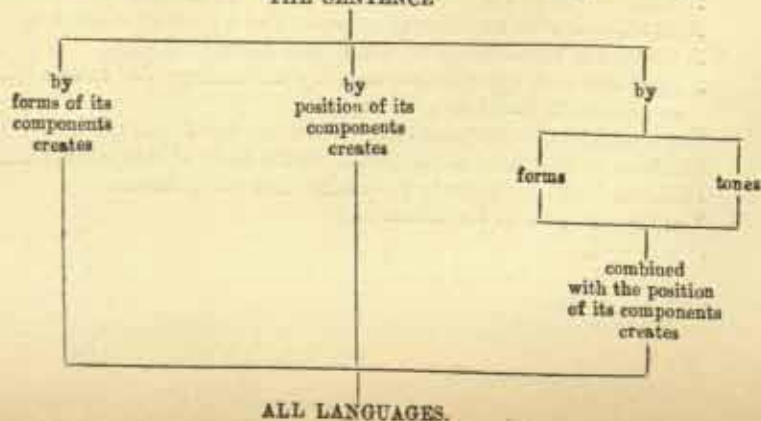 THE SENTENCE
by
forms of its
components
creates
by
position of its
components
creates
by
forms
tones
combined
with the position
of its components
creates
ALL LANGUAGES.